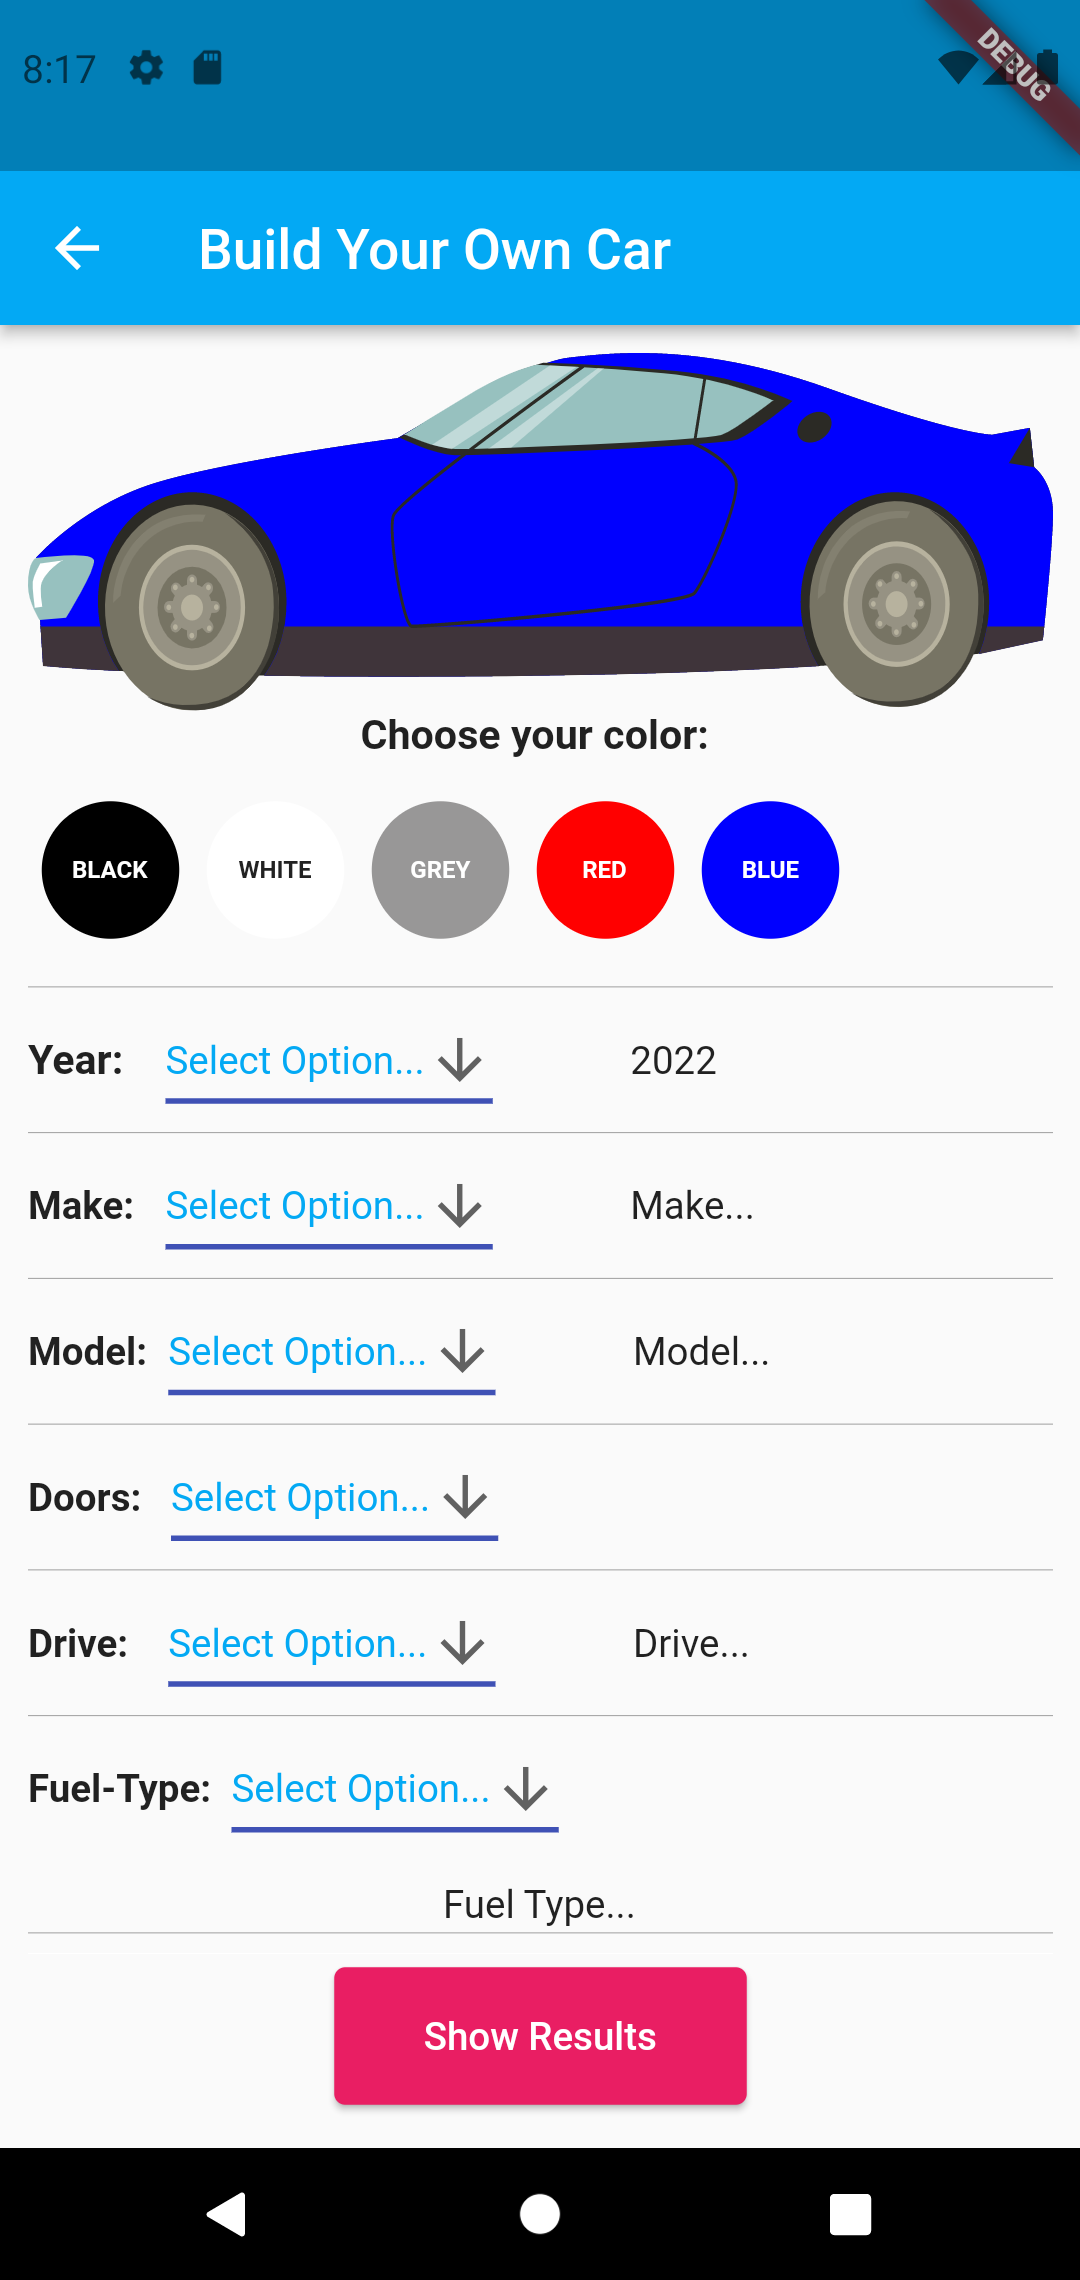 8:17
DEBUG
Build Your Own Car
Choose your color:
BLACK WHITE GREY RED BLUE
Year: Select Option... 2022
Make: Select Option... Make...
Model: Select Option... Model...
Doors: Select Option...
Drive: Select Option... Drive...
Fuel-Type: Select Option...
Fuel Type...
Show Results